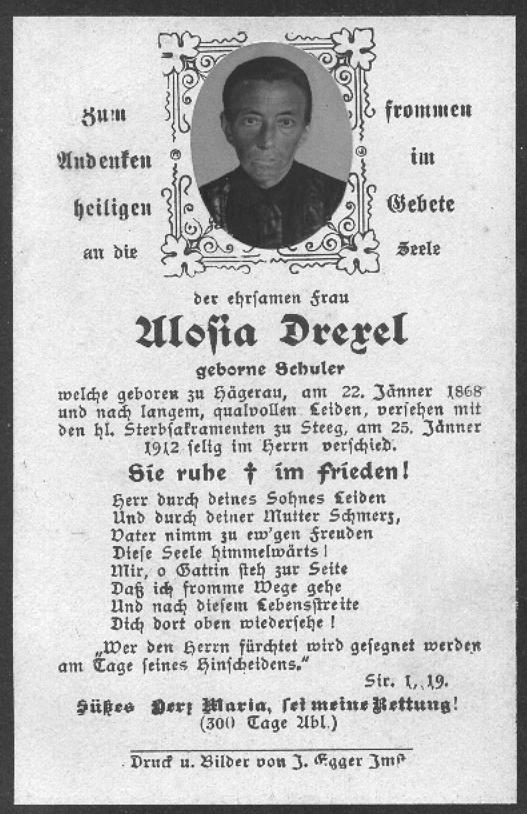 Zum frommen
Andenken im
heiligen Gebete
an die Seele
der ehrsamen Frau
Alosia Drexel
geborne Schuler
welche geboren zu Hägerau, am 22. Jänner 1868
und nach langem, qualvollen Leiden, versehen mit
den hl. Sterbsakramenten zu Steeg, am 25. Jänner
1912 selig im Herrn verschied.
Sie ruhe † im Frieden!
Herr durch deines Sohnes Leiden
Und durch deiner Mutter Schmerz,
Vater nimm zu ew'gen Freuden
Diese Seele himmelwärts!
Mir, o Gattin steh zur Seite
Daß ich fromme Wege gehe
Und nach diesem Lebensstreite
Dich dort oben wiedersehe!
„Wer den Herrn fürchtet wird gesegnet werden
am Tage seines Hinscheidens.“
Sir. 1, 19.
Süßes Herz Maria, sei meine Rettung!
(300 Tage Abl.)
Druck u. Bilder von J. Egger Imst